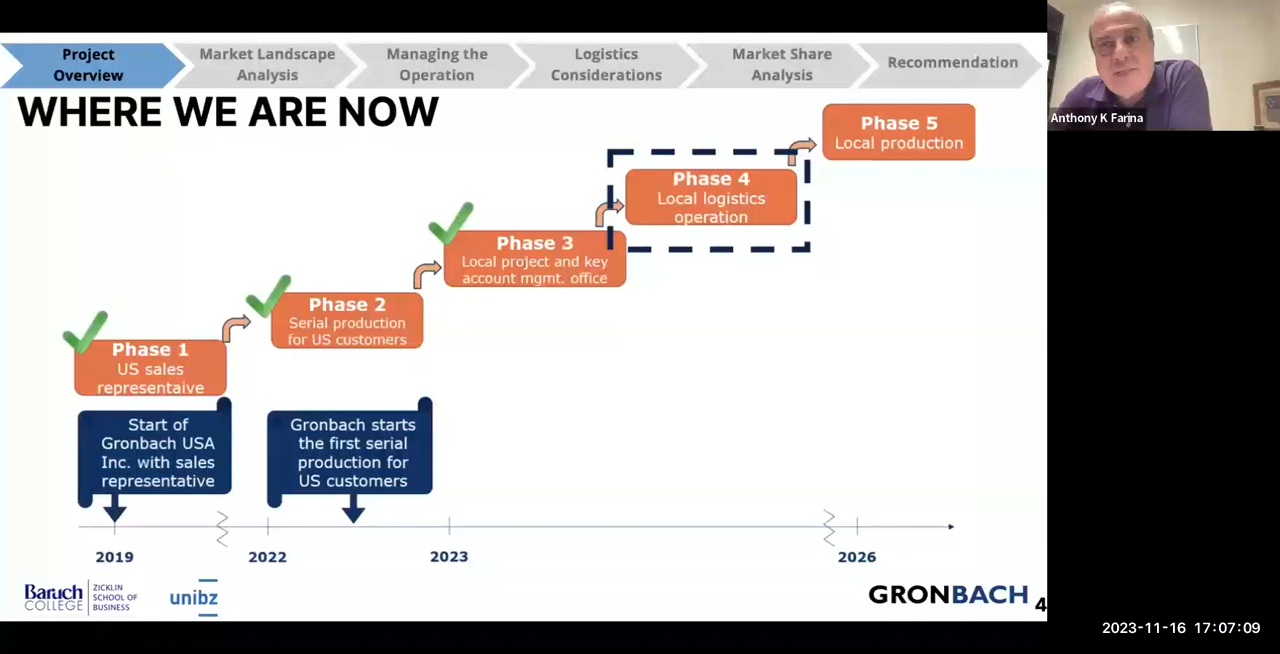 Project
Overview
Market Landscape
Analysis
Managing the
Operation
Logistics
Considerations
Market Share
Analysis
Recommendation
Anthony K Farina
WHERE WE ARE NOW
Phase 5
Local production
Phase 4
Local logistics
operation
Phase 3
Local project and key
account mgmt. office
Phase 2
Serial production
for US customers
Phase 1
US sales
representaive
Start of
Gronbach USA
Inc. with sales
representative
Gronbach starts
the first serial
production for
US customers
2019
2022
2023
2026
Baruch
COLLEGE
ZICKLIN
SCHOOL OF
BUSINESS
unibz
GRONBACH
4
2023-11-16 17:07:09